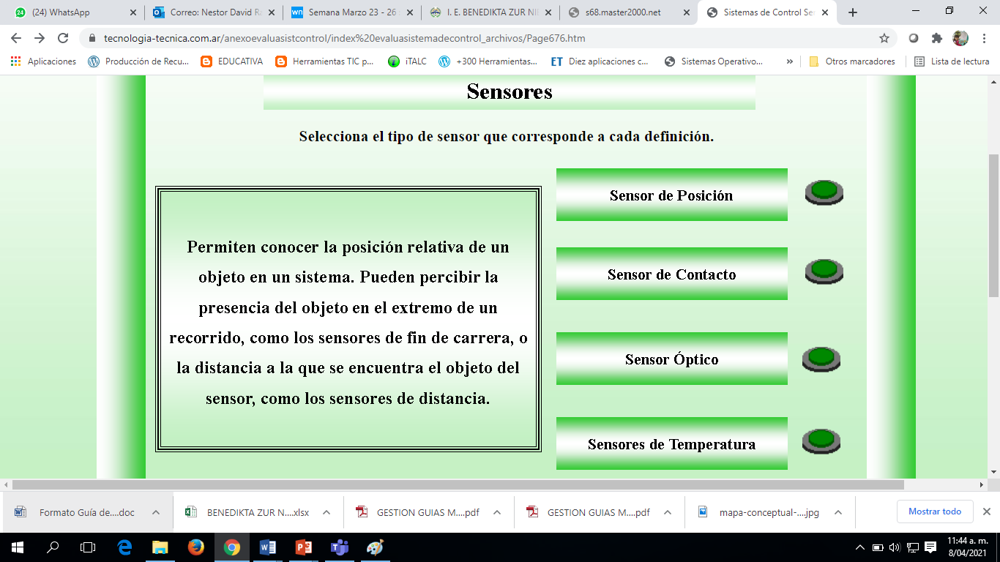 (24) WhatsApp
Correo: Nestor David Ra
Semana Marzo 23 - 26
I. E. BENEDIKTA ZUR NI
s68.master2000.net
Sistemas de Control Sen
tecnologia-tecnica.com.ar/anexoevaluasistcontrol/index%20evaluasistemadecontrol_archivos/Page676.htm
Aplicaciones
Producción de Recu...
EDUCATIVA
Herramientas TIC p...
iTALC
+300 Herramientas...
ET Diez aplicaciones c...
Sistemas Operativo...
»
Otros marcadores
Lista de lectura
Sensores
Selecciona el tipo de sensor que corresponde a cada definición.
Permiten conocer la posición relativa de un
objeto en un sistema. Pueden percibir la
presencia del objeto en el extremo de un
recorrido, como los sensores de fin de carrera, o
la distancia a la que se encuentra el objeto del
sensor, como los sensores de distancia.
Sensor de Posición
Sensor de Contacto
Sensor Óptico
Sensores de Temperatura
Formato Guía de....doc
BENEDIKTA ZUR N....xlsx
GESTION GUIAS M....pdf
GESTION GUIAS M....pdf
mapa-conceptual-....jpg
Mostrar todo
11:44 a. m.
8/04/2021